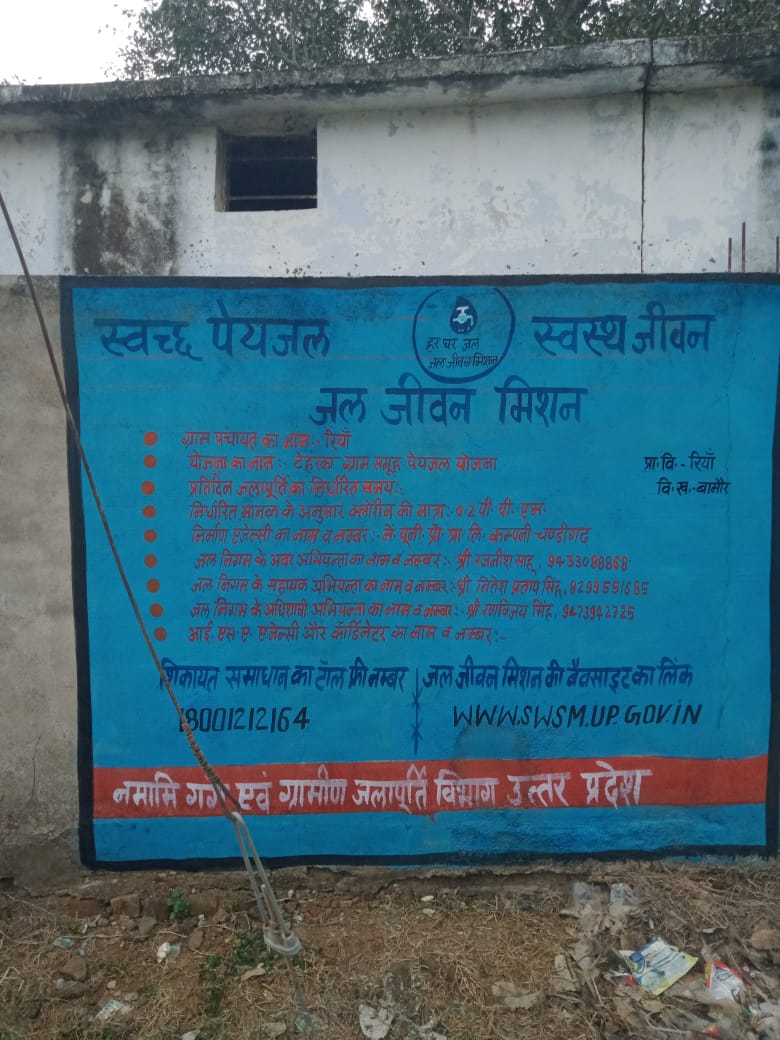 स्वच्छ पेयजल
हर घर जल
जल जीवन मिशन
स्वस्थ जीवन
जल जीवन मिशन
ग्राम पंचायत का नाम:- रियाँ
योजना का नाम:- टेहरका ग्राम समूह पेयजल योजना
प्रा॰ वि॰ - रियाँ
प्रतिदिन जलापूर्ति का निर्धारित समय:-
वि॰ ख॰ - बामौर
निर्धारित मानक के अनुसार क्लोरीन की मात्रा:- 0.2 पी॰ पी॰ एम॰
निर्माण एजेन्सी का नाम व नम्बर:- मे॰ यूनी॰ प्रो॰ प्रा॰ लि॰ कम्पनी चण्डीगढ़
जल निगम के अवर अभियन्ता का नाम व नम्बर:- श्री रजनीश साहू,
जल निगम के सहायक अभियन्ता का नाम व नम्बर:- श्री नितेश प्रताप सिंह, 8299551685
जल निगम के अधिशाषी अभियन्ता का नाम व नम्बर:- श्री रणविजय सिंह, 9473942725
आई॰ एस॰ ए॰ एजेन्सी और कॉर्डिनेटर का नाम व नम्बर:-
शिकायत समाधान का टॉल फ्री नम्बर
18001212164
जल जीवन मिशन की वैवसाइट का लिंक
WWW.SWSM.UP.GOV.IN
नमामि गगे एवं ग्रामीण जलापूर्ति विभाग उत्तर प्रदेश